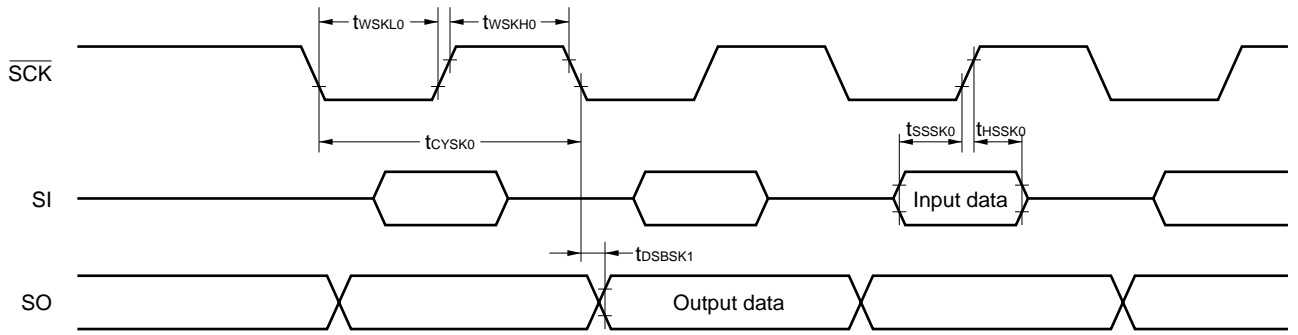 tWSKL0 tWSKH0
SCK
tSSSK0 tHSSK0
tCYSK0
SI Input data
tDSBSK1
SO Output data